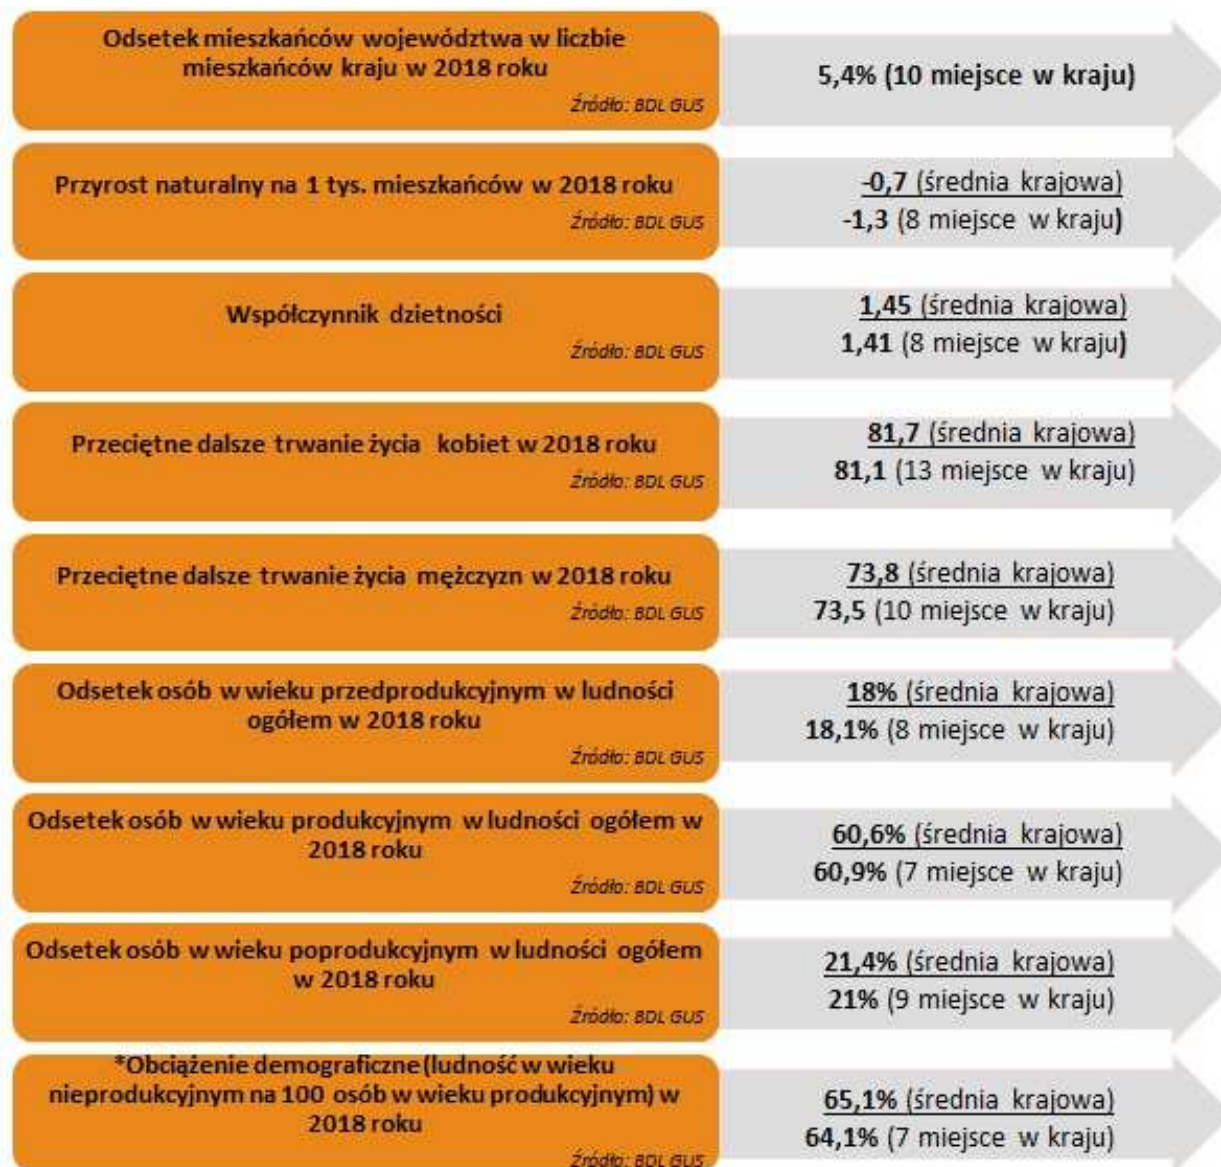 Odsetek mieszkańców województwa w liczbie
mieszkańców kraju w 2018 roku
Źródło: BDL GUS
5,4% (10 miejsce w kraju)
Przyrost naturalny na 1 tys. mieszkańców w 2018 roku
Źródło: BDL GUS
-0,7 (średnia krajowa)
-1,3 (8 miejsce w kraju)
Współczynnik dzietności
Źródło: BDL GUS
1,45 (średnia krajowa)
1,41 (8 miejsce w kraju)
Przeciętne dalsze trwanie życia kobiet w 2018 roku
Źródło: BDL GUS
81,7 (średnia krajowa)
81,1 (13 miejsce w kraju)
Przeciętne dalsze trwanie życia mężczyzn w 2018 roku
Źródło: BDL GUS
73,8 (średnia krajowa)
73,5 (10 miejsce w kraju)
Odsetek osób w wieku przedprodukcyjnym w ludności
ogółem w 2018 roku
Źródło: BDL GUS
18% (średnia krajowa)
18,1% (8 miejsce w kraju)
Odsetek osób w wieku produkcyjnym w ludności ogółem w
2018 roku
Źródło: BDL GUS
60,6% (średnia krajowa)
60,9% (7 miejsce w kraju)
Odsetek osób w wieku poprodukcyjnym w ludności ogółem
w 2018 roku
Źródło: BDL GUS
21,4% (średnia krajowa)
21% (9 miejsce w kraju)
*Obciążenie demograficzne (ludność w wieku
nieprodukcyjnym na 100 osób w wieku produkcyjnym) w
2018 roku
Źródło: BDL GUS
65,1% (średnia krajowa)
64,1% (7 miejsce w kraju)